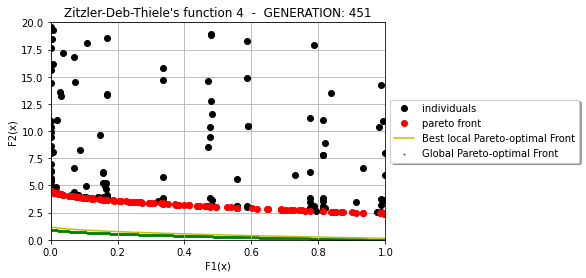 Zitzler-Deb-Thiele's function 4 - GENERATION: 451
20.0
17.5
15.0
12.5
10.0
7.5
5.0
2.5
0.0
F2(x)
0.0 0.2 0.4 0.6 0.8 1.0
F1(x)
individuals
pareto front
Best local Pareto-optimal Front
Global Pareto-optimal Front